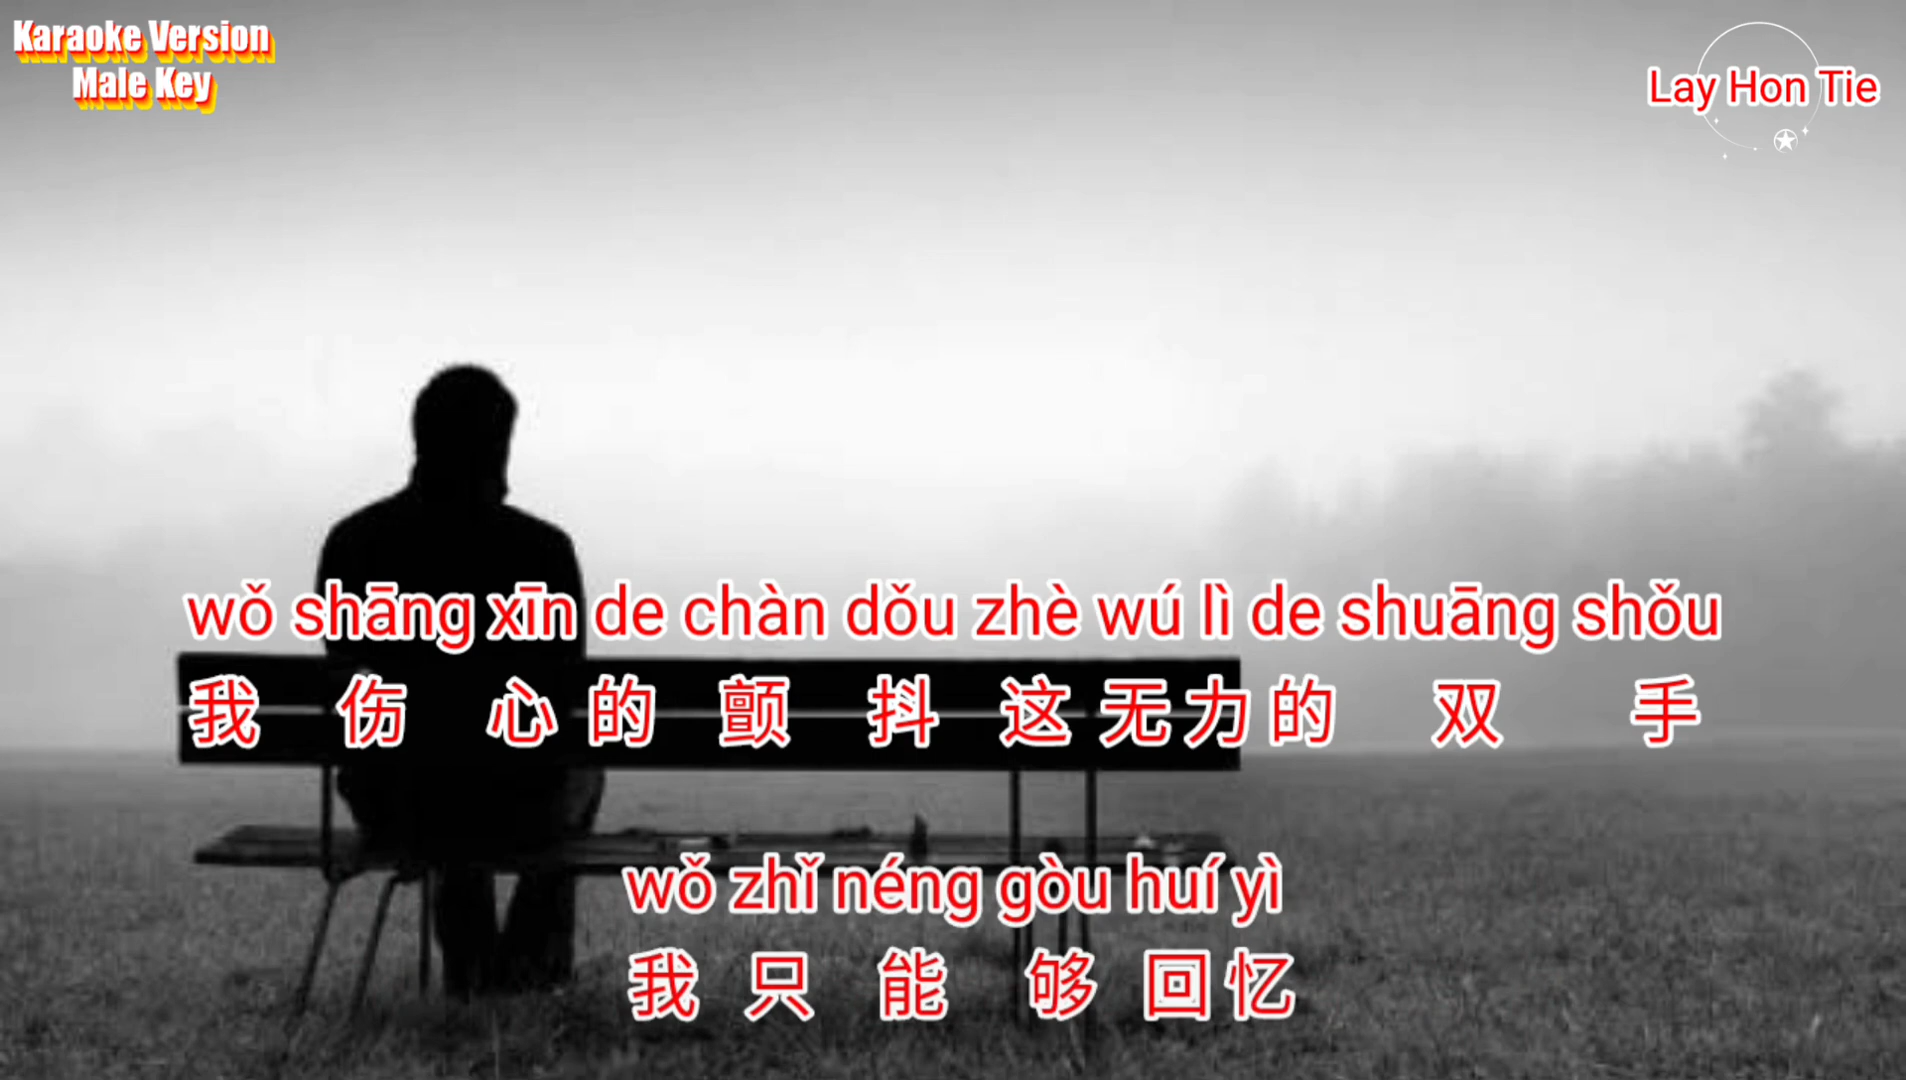 Karaoke Version
Male Key
Lay Hon Tie
wǒ shāng xīn de chàn dǒu zhè wú lì de shuāng shǒu
我 伤 心 的 颤 抖 这 无 力 的 双 手
wǒ zhǐ néng gòu huí yì
我 只 能 够 回 忆